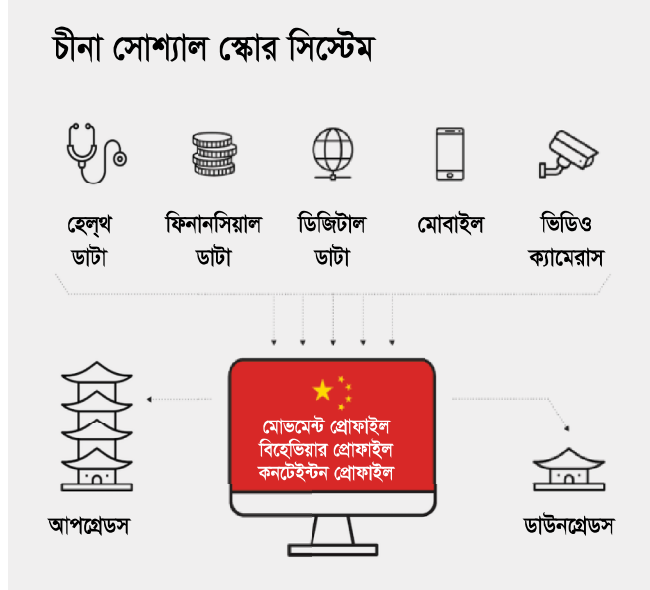 চীনা সোশ্যাল স্কোর সিস্টেম
হেল্থ
ডাটা
ফিনানসিয়াল
ডাটা
ডিজিটাল
ডাটা
মোবাইল
ভিডিও
ক্যামেরাস
মোভমেন্ট প্রোফাইল
বিহেভিয়ার প্রোফাইল
কনটেইন্টন প্রোফাইল
আপগ্রেডস
ডাউনগ্রেডস